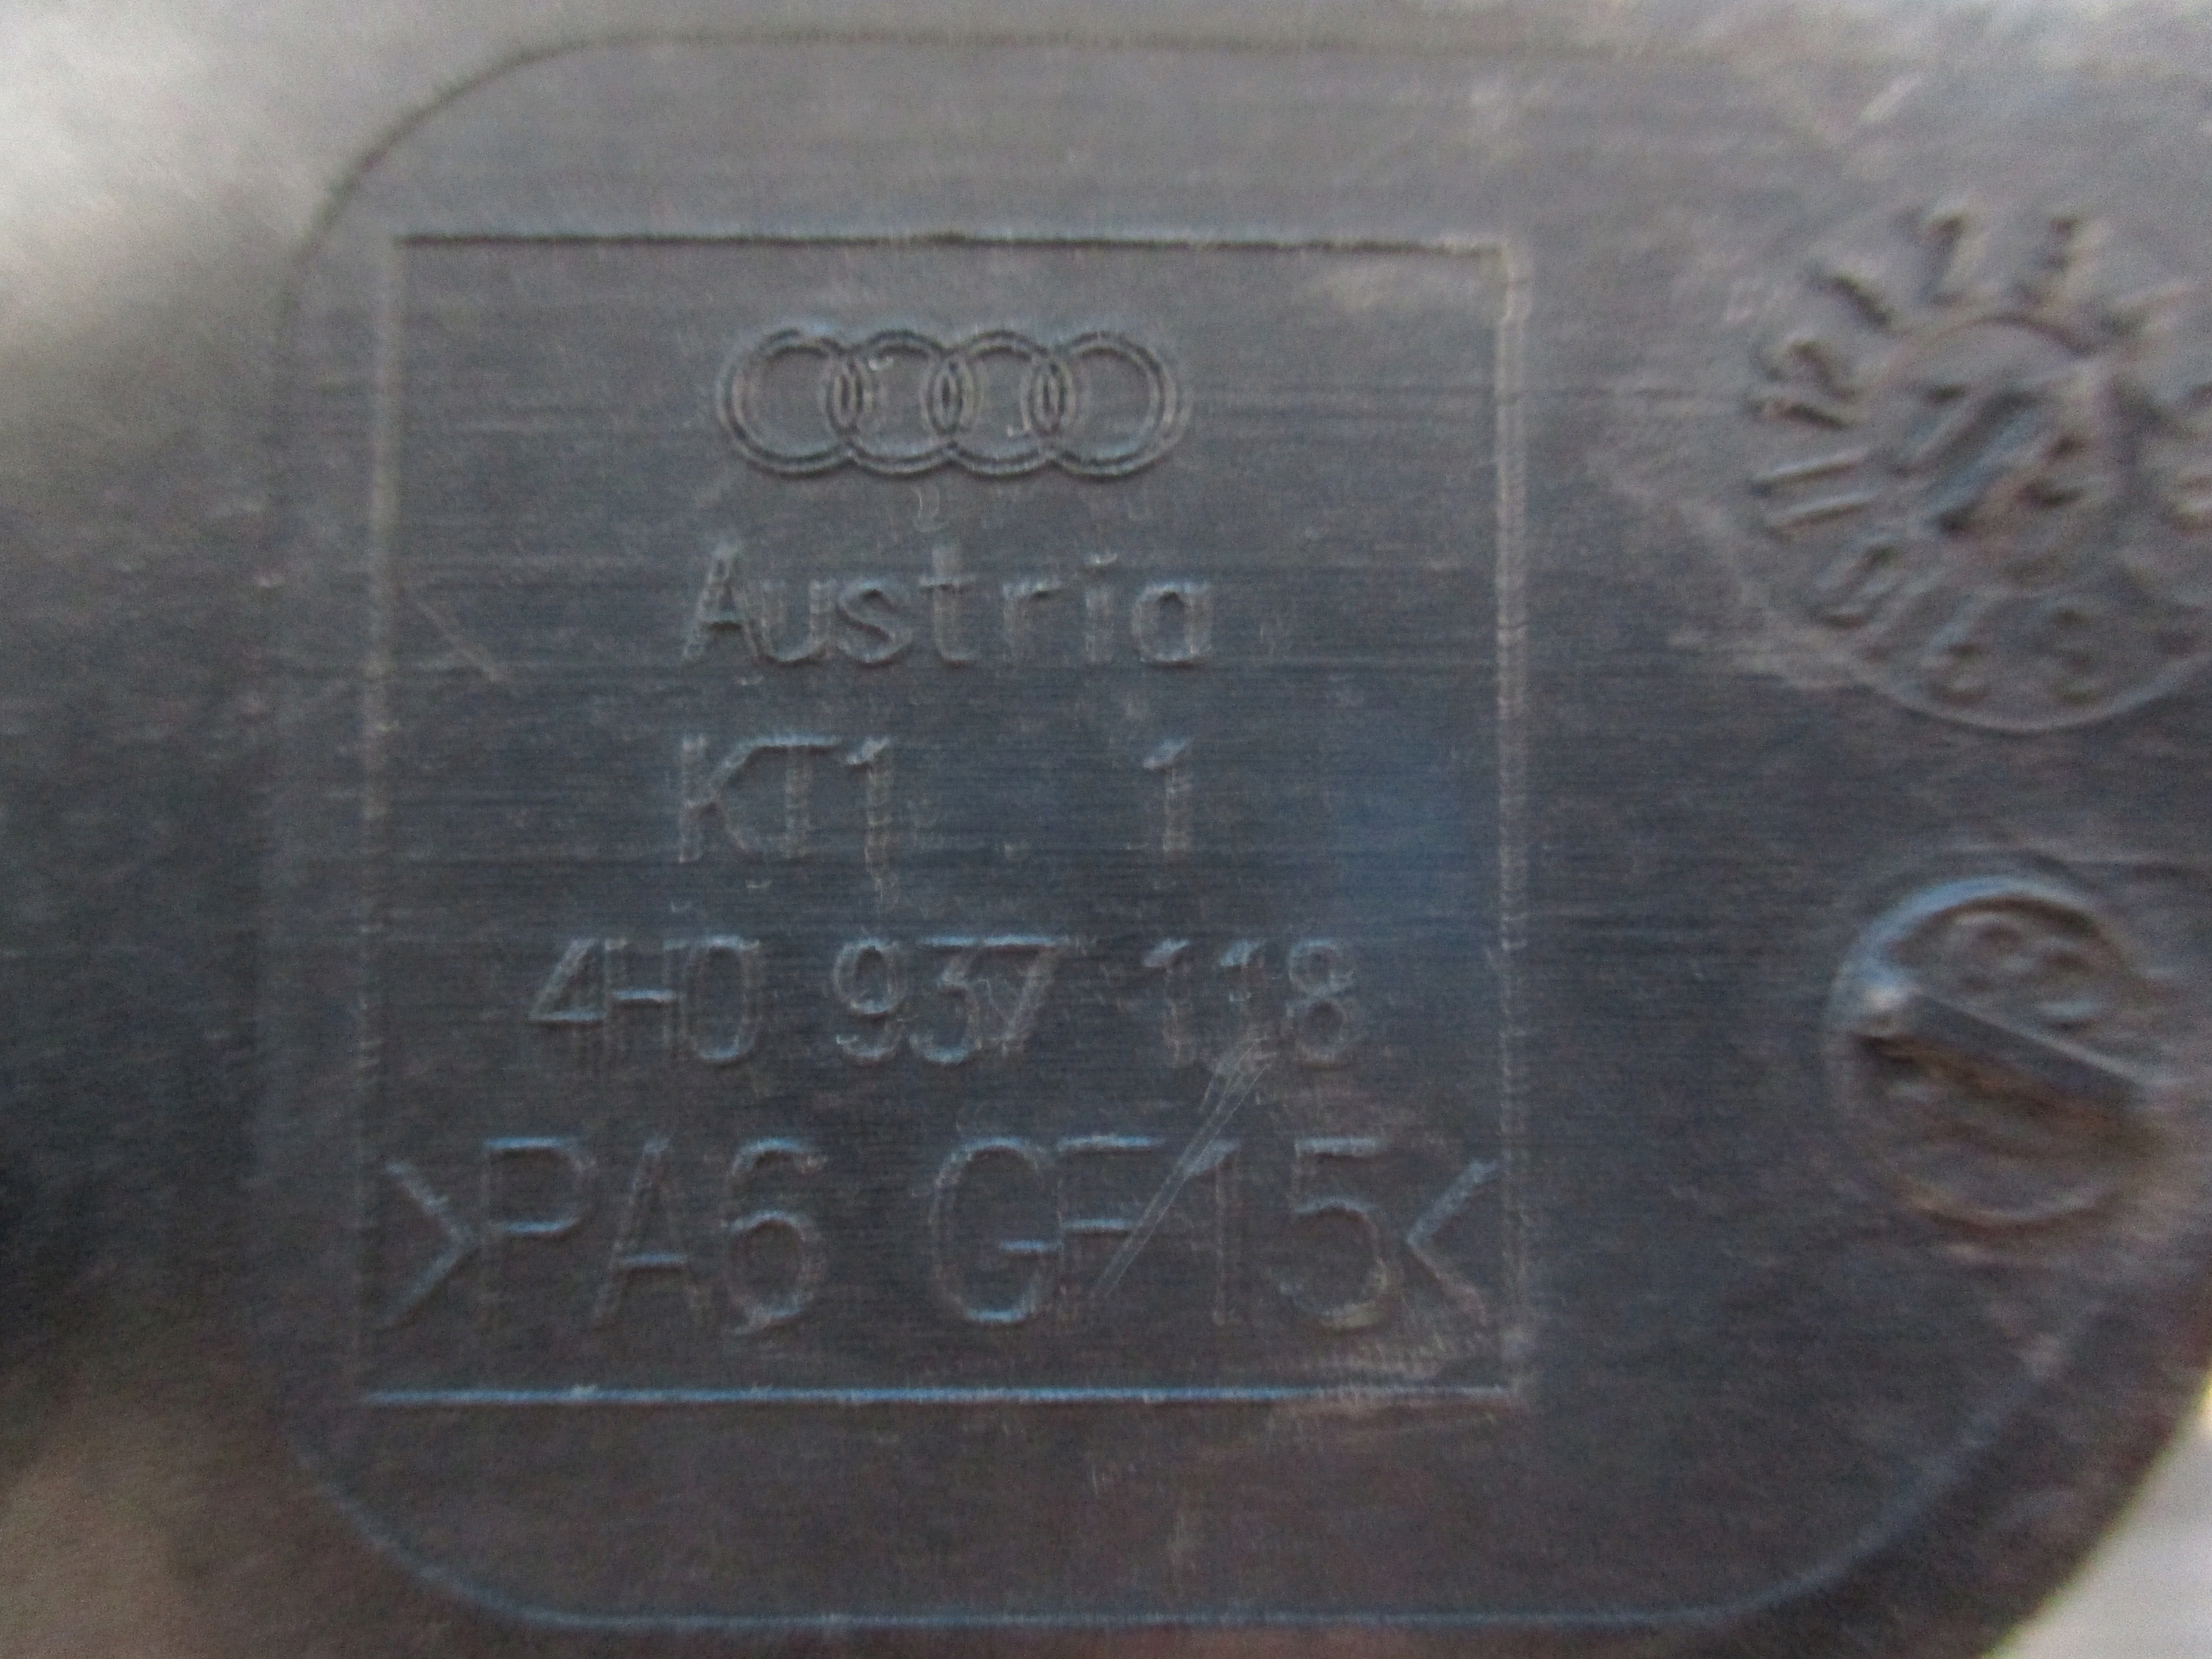 Austria
KT1 . 1
4H0 937 118
>PA6 GF15<